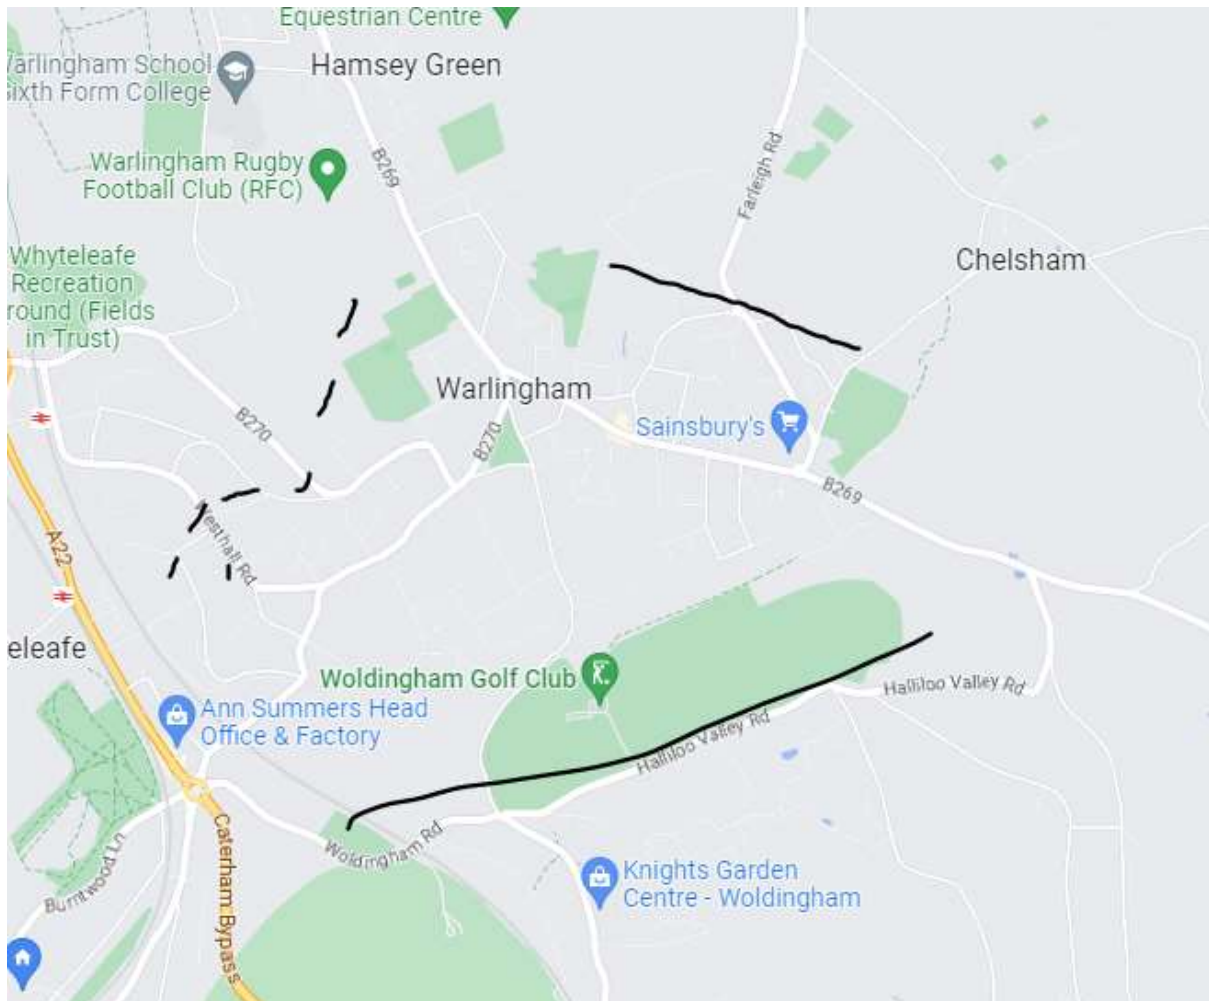 Equestrian Centre
Warlingham School
Sixth Form College
Hamsey Green
B269
Warlingham Rugby
Football Club (RFC)
Farleigh Rd
Whyteleafe
Recreation
round (Fields
in Trust)
Chelsham
Warlingham
B270
B270
Sainsbury's
B269
Westhall Rd
A22
eleafe
Woldingham Golf Club
Halliloo Valley Rd
Ann Summers Head
Office & Factory
Halliloo Valley Rd
Woldingham Rd
Caterham Bypass
Burntwood Ln
Knights Garden
Centre - Woldingham